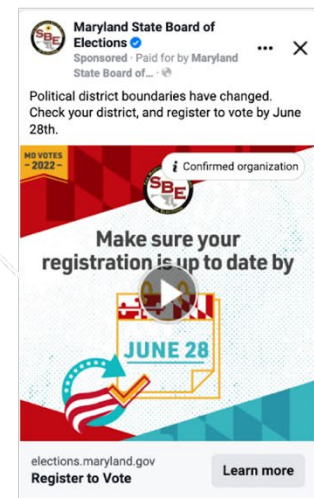 Maryland State Board of
Elections
Sponsored · Paid for by Maryland
State Board of... ·
Political district boundaries have changed.
Check your district, and register to vote by June
28th.
MD VOTES
- 2022 -
i Confirmed organization
SBE
Make sure your
registration is up to date by
JUNE 28
elections.maryland.gov
Register to Vote
Learn more